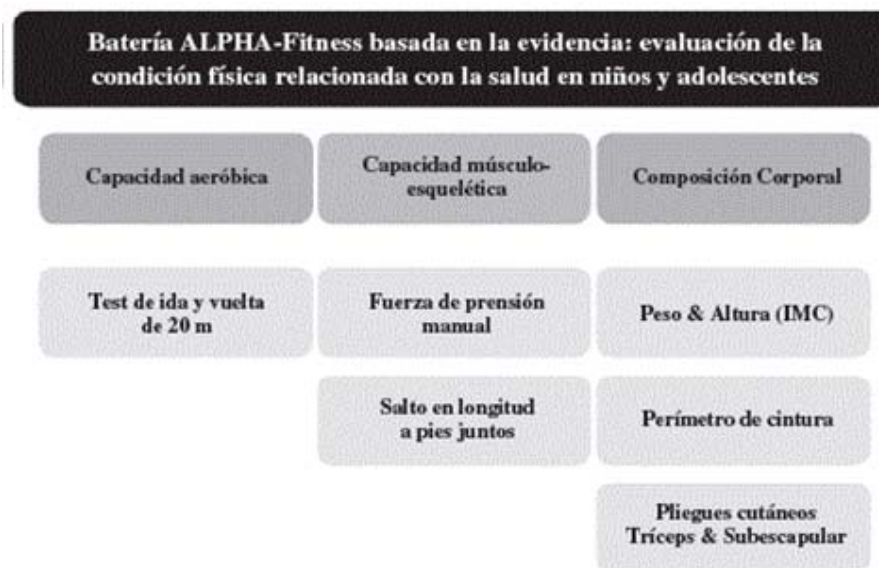 Batería ALPHA-Fitness basada en la evidencia: evaluación de la
condición física relacionada con la salud en niños y adolescentes
Capacidad aeróbica
Capacidad músculo-
esquelética
Composición Corporal
Test de ida y vuelta
de 20 m
Fuerza de prensión
manual
Peso & Altura (IMC)
Salto en longitud
a pies juntos
Perímetro de cintura
Pliegues cutáneos
Tríceps & Subescapular